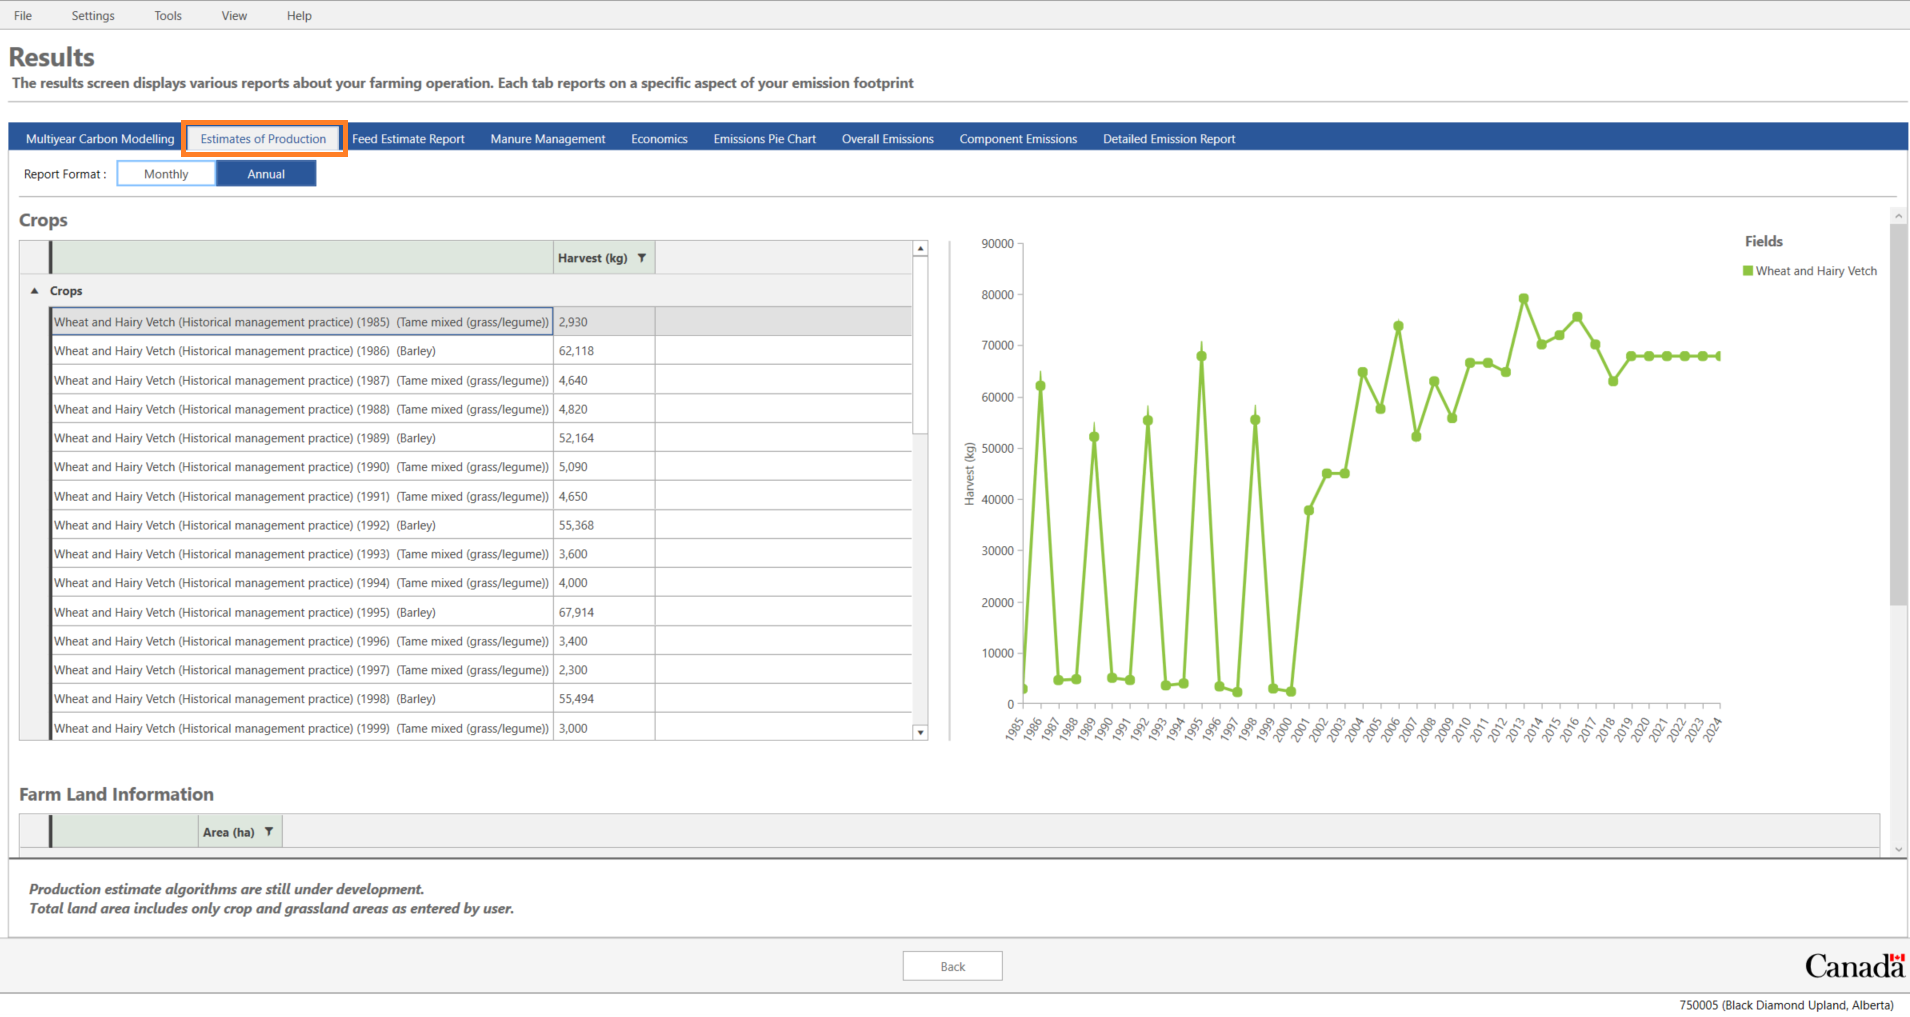 File Settings Tools View Help
Results
The results screen displays various reports about your farming operation. Each tab reports on a specific aspect of your emission footprint
Multiyear Carbon Modelling Estimates of Production Feed Estimate Report Manure Management Economics Emissions Pie Chart Overall Emissions Component Emissions Detailed Emission Report
Report Format : Monthly Annual
Crops
Harvest (kg)
Crops
Wheat and Hairy Vetch (Historical management practice) (1985) (Tame mixed (grass/legume)) 2,930
Wheat and Hairy Vetch (Historical management practice) (1986) (Barley) 62,118
Wheat and Hairy Vetch (Historical management practice) (1987) (Tame mixed (grass/legume)) 4,640
Wheat and Hairy Vetch (Historical management practice) (1988) (Tame mixed (grass/legume)) 4,820
Wheat and Hairy Vetch (Historical management practice) (1989) (Barley) 52,164
Wheat and Hairy Vetch (Historical management practice) (1990) (Tame mixed (grass/legume)) 5,090
Wheat and Hairy Vetch (Historical management practice) (1991) (Tame mixed (grass/legume)) 4,650
Wheat and Hairy Vetch (Historical management practice) (1992) (Barley) 55,368
Wheat and Hairy Vetch (Historical management practice) (1993) (Tame mixed (grass/legume)) 3,600
Wheat and Hairy Vetch (Historical management practice) (1994) (Tame mixed (grass/legume)) 4,000
Wheat and Hairy Vetch (Historical management practice) (1995) (Barley) 67,914
Wheat and Hairy Vetch (Historical management practice) (1996) (Tame mixed (grass/legume)) 3,400
Wheat and Hairy Vetch (Historical management practice) (1997) (Tame mixed (grass/legume)) 2,300
Wheat and Hairy Vetch (Historical management practice) (1998) (Barley) 55,494
Wheat and Hairy Vetch (Historical management practice) (1999) (Tame mixed (grass/legume)) 3,000
Harvest (kg)
90000
80000
70000
60000
50000
40000
30000
20000
10000
0
1985 1986 1987 1988 1989 1990 1991 1992 1993 1994 1995 1996 1997 1998 1999 2000 2001 2002 2003 2004 2005 2006 2007 2008 2009 2010 2011 2012 2013 2014 2015 2016 2017 2018 2019 2020 2021 2022 2023 2024
Fields
Wheat and Hairy Vetch
Farm Land Information
Area (ha)
Production estimate algorithms are still under development.
Total land area includes only crop and grassland areas as entered by user.
Back
Canada
750005 (Black Diamond Upland, Alberta)